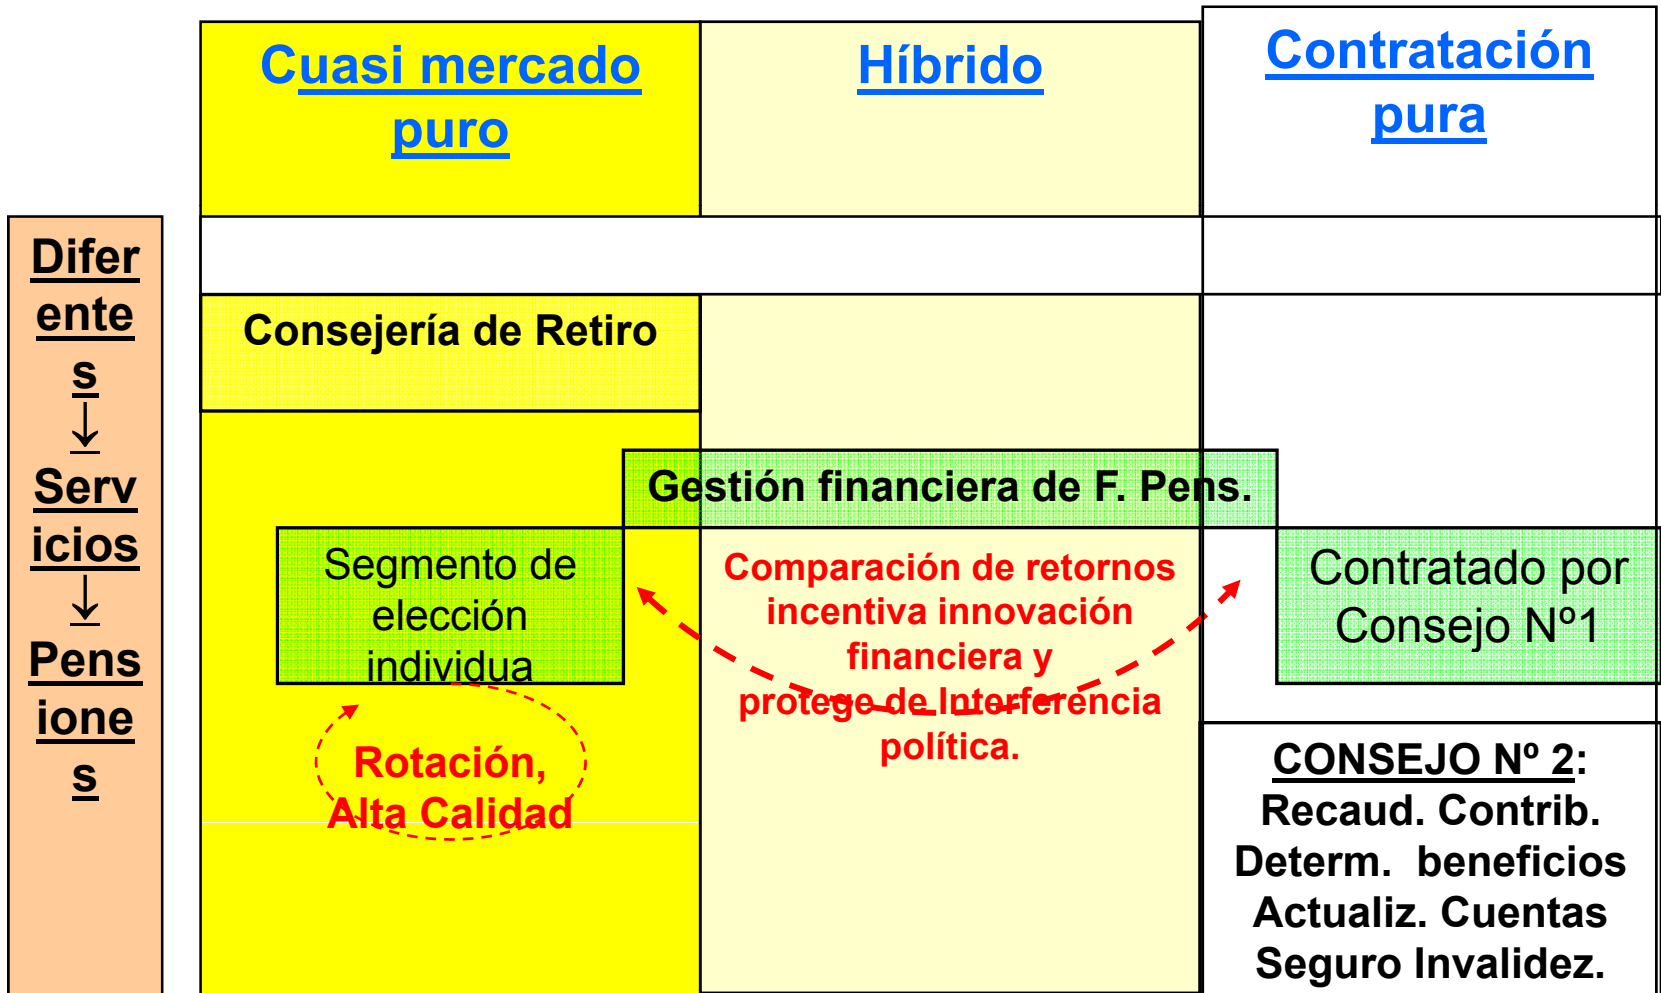 Cuasi mercado
puro
Híbrido
Contratación
pura
Difer
ente
s
↓
Serv
icios
↓
Pens
ione
s
Consejería de Retiro
Gestión financiera de F. Pens.
Segmento de
elección
individua
Comparación de retornos
incentiva innovación
financiera y
protege de Interferencia
política.
Contratado por
Consejo Nº1
Rotación,
Alta Calidad
CONSEJO Nº 2:
Recaud. Contrib.
Determ. beneficios
Actualiz. Cuentas
Seguro Invalidez.